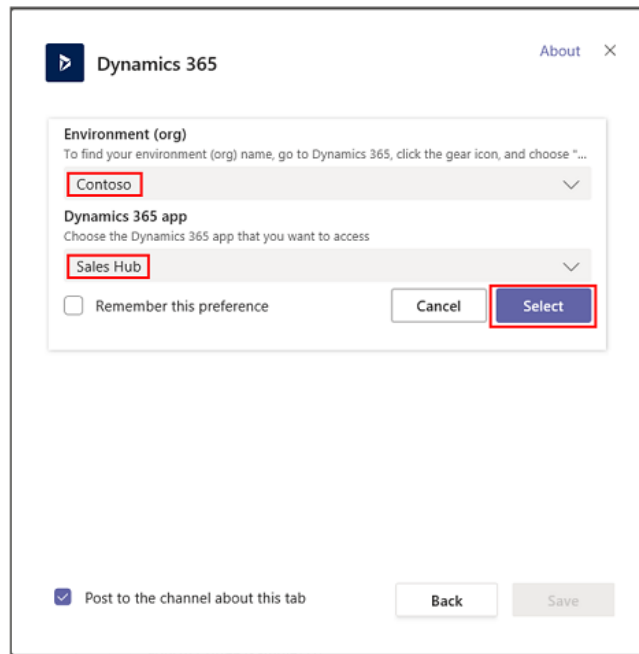 Dynamics 365
About
Environment (org)
To find your environment (org) name, go to Dynamics 365, click the gear icon, and choose "...
Contoso
Dynamics 365 app
Choose the Dynamics 365 app that you want to access
Sales Hub
Remember this preference
Cancel
Select
Post to the channel about this tab
Back
Save